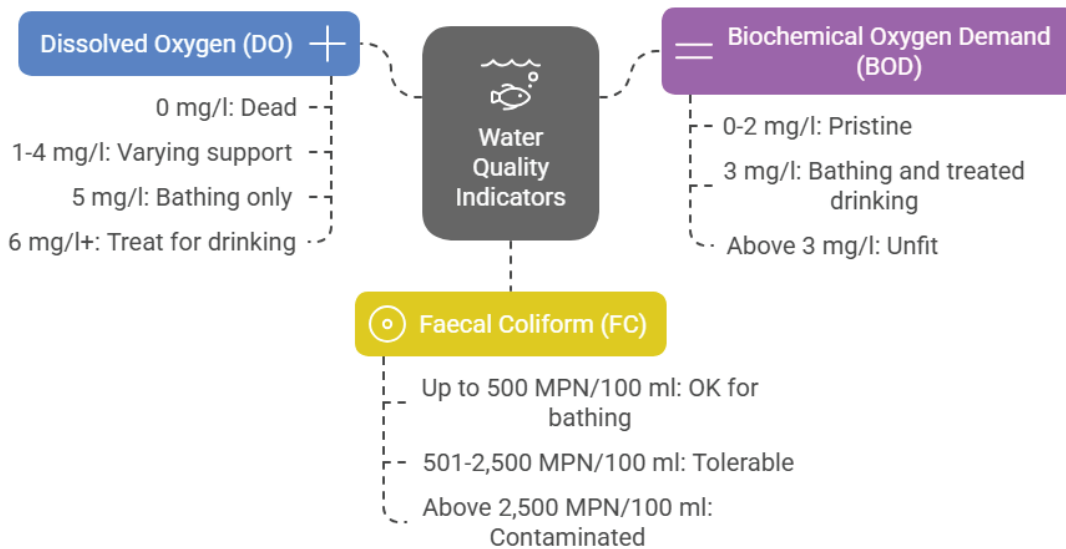 Dissolved Oxygen (DO)
0 mg/l: Dead
1-4 mg/l: Varying support
5 mg/l: Bathing only
6 mg/l+: Treat for drinking
Water
Quality
Indicators
Biochemical Oxygen Demand
(BOD)
0-2 mg/l: Pristine
3 mg/l: Bathing and treated
drinking
Above 3 mg/l: Unfit
Faecal Coliform (FC)
Up to 500 MPN/100 ml: OK for
bathing
501-2,500 MPN/100 ml: Tolerable
Above 2,500 MPN/100 ml:
Contaminated